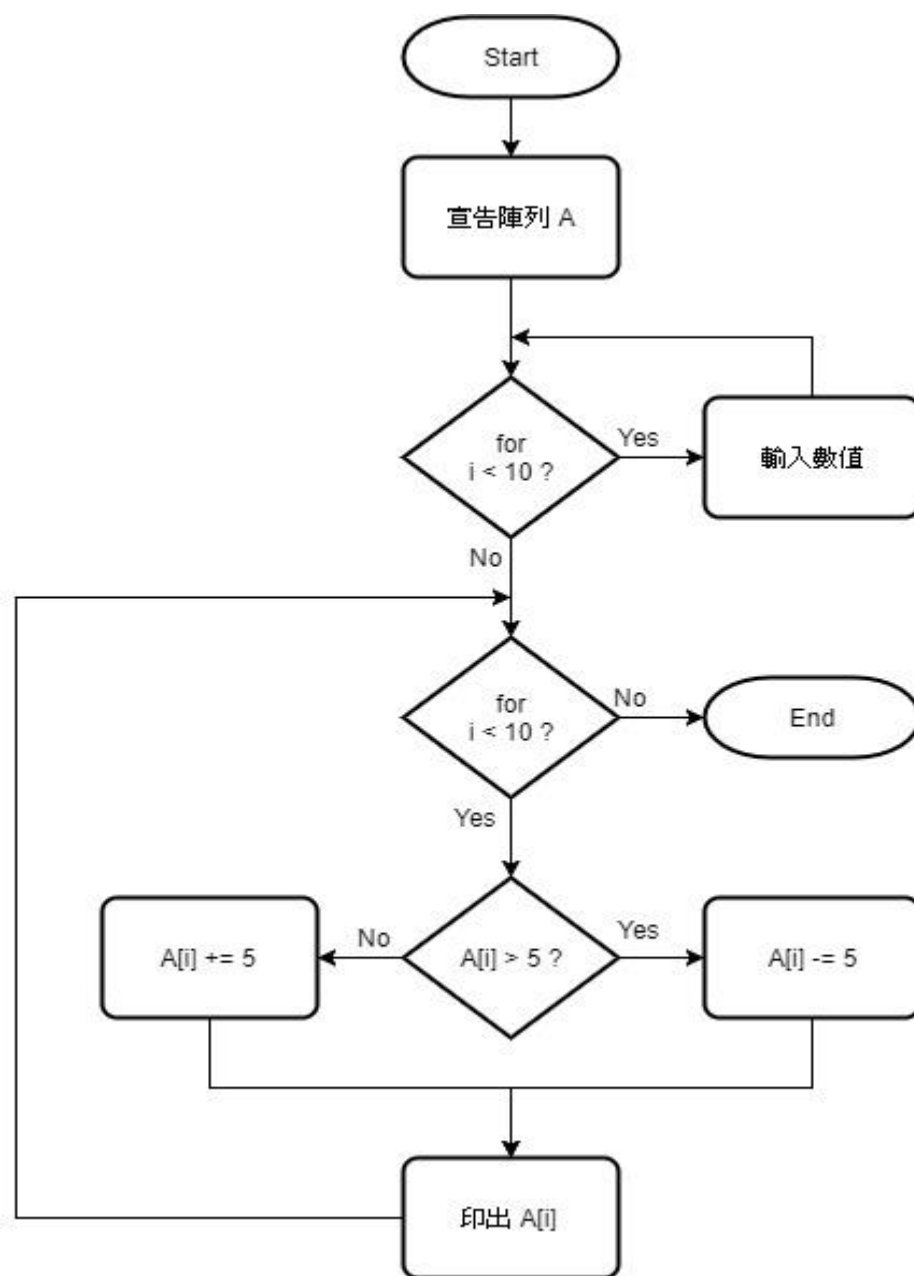 Start
宣告陣列 A
for
i < 10 ?
Yes
輸入數值
No
for
i < 10 ?
No
End
Yes
A[i] > 5 ?
No
A[i] += 5
Yes
A[i] -= 5
印出 A[i]